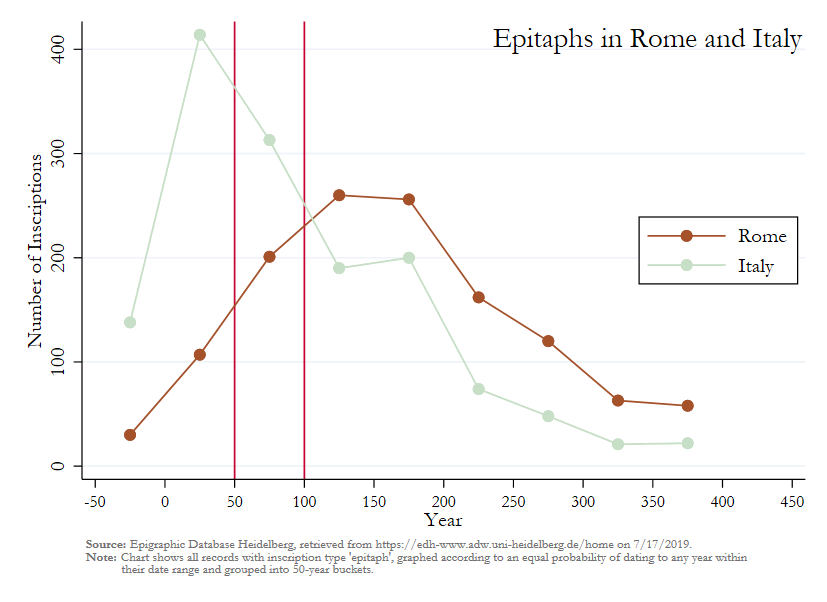 Epitaphs in Rome and Italy
Number of Inscriptions
400
300
200
100
0
Rome
Italy
-50 0 50 100 150 200 250 300 350 400 450
Year
Source: Epigraphic Database Heidelberg, retrieved from https://edh-www.adw.uni-heidelberg.de/home on 7/17/2019.
Note: Chart shows all records with inscription type 'epitaph', graphed according to an equal probability of dating to any year within
their date range and grouped into 50-year buckets.